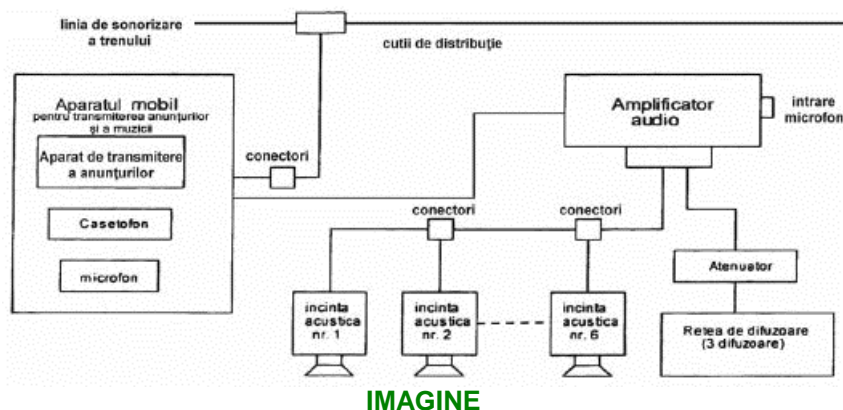 linia de sonorizare
a trenului
cutii de distribuție
Aparatul mobil
pentru transmiterea anunțurilor
și a muzicii
Aparat de transmitere
a anunțurilor
Casetofon
microfon
conectori
Amplificator
audio
intrare
microfon
conectori
conectori
Atenuator
incinta
acustica
nr. 1
incinta
acustica
nr. 2
incinta
acustica
nr. 6
Retea de difuzoare
(3 difuzoare)
IMAGINE